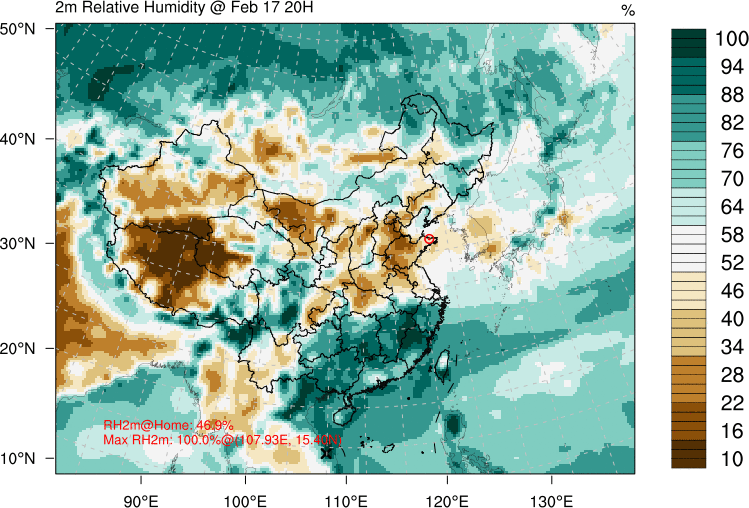 2m Relative Humidity @ Feb 17 20H
%
50°N
40°N
30°N
20°N
10°N
90°E
100°E
110°E
120°E
130°E
100
94
88
82
76
70
64
58
52
46
40
34
28
22
16
10
RH2m@Home: 46.9%
Max RH2m: 100.0%@(107.93E, 15.40N)